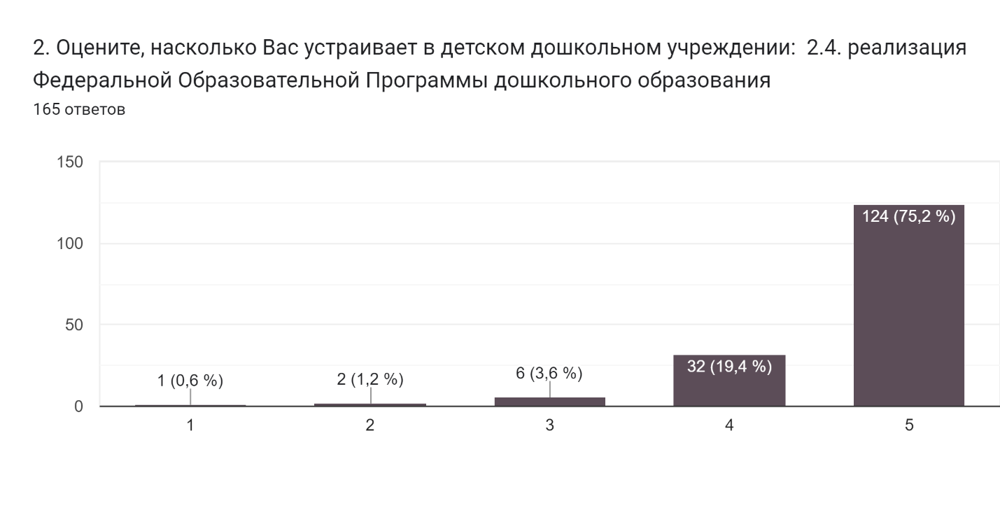 2. Оцените, насколько Вас устраивает в детском дошкольном учреждении:  2.4. реализация
Федеральной Образовательной Программы дошкольного образования
165 ответов
150
100
50
0
1 (0,6 %)
2 (1,2 %)
6 (3,6 %)
32 (19,4 %)
124 (75,2 %)
1
2
3
4
5